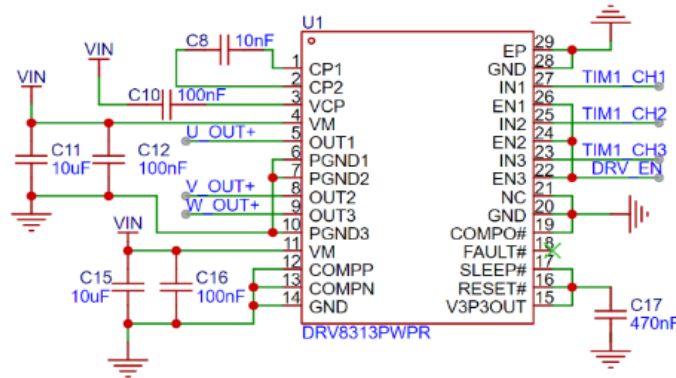 U1
C8 10nF
VIN
VIN
C10 100nF
C11
10uF
C12
100nF
U_OUT+
V_OUT+
W_OUT+
VIN
C15
10uF
C16
100nF
1 CP1
2 CP2
3 VCP
4 VM
5 OUT1
6 PGND1
7 PGND2
8 OUT2
9 OUT3
10 PGND3
11 VM
12 COMPP
13 COMPN
14 GND
EP 29
GND 28
IN1 27 TIM1_CH1
EN1 26
IN2 25 TIM1_CH2
EN2 24
IN3 23 TIM1_CH3
EN3 22 DRV_EN
NC 21
GND 20
COMPO# 19
FAULT# 18
SLEEP# 17
RESET# 16
V3P3OUT 15
C17
470nF
DRV8313PWPR